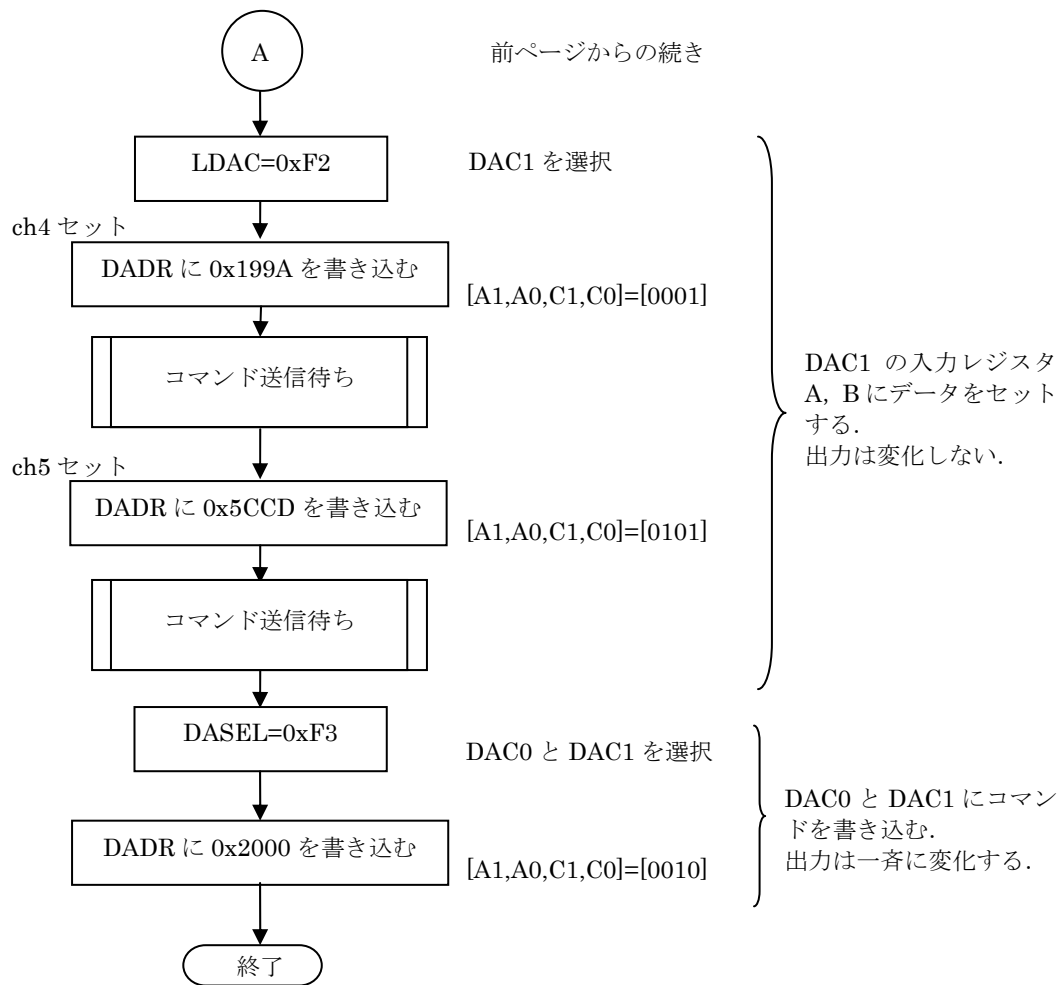 A
前ページからの続き
LDAC=0xF2
DAC1 を選択
ch4 セット
DADR に 0x199A を書き込む
[A1,A0,C1,C0]=[0001]
コマンド送信待ち
ch5 セット
DADR に 0x5CCD を書き込む
[A1,A0,C1,C0]=[0101]
コマンド送信待ち
DAC1 の入力レジスタ
A, B にデータをセット
する.
出力は変化しない.
DASEL=0xF3
DAC0 と DAC1 を選択
DADR に 0x2000 を書き込む
[A1,A0,C1,C0]=[0010]
DAC0 と DAC1 にコマン
ドを書き込む.
出力は一斉に変化する.
終了